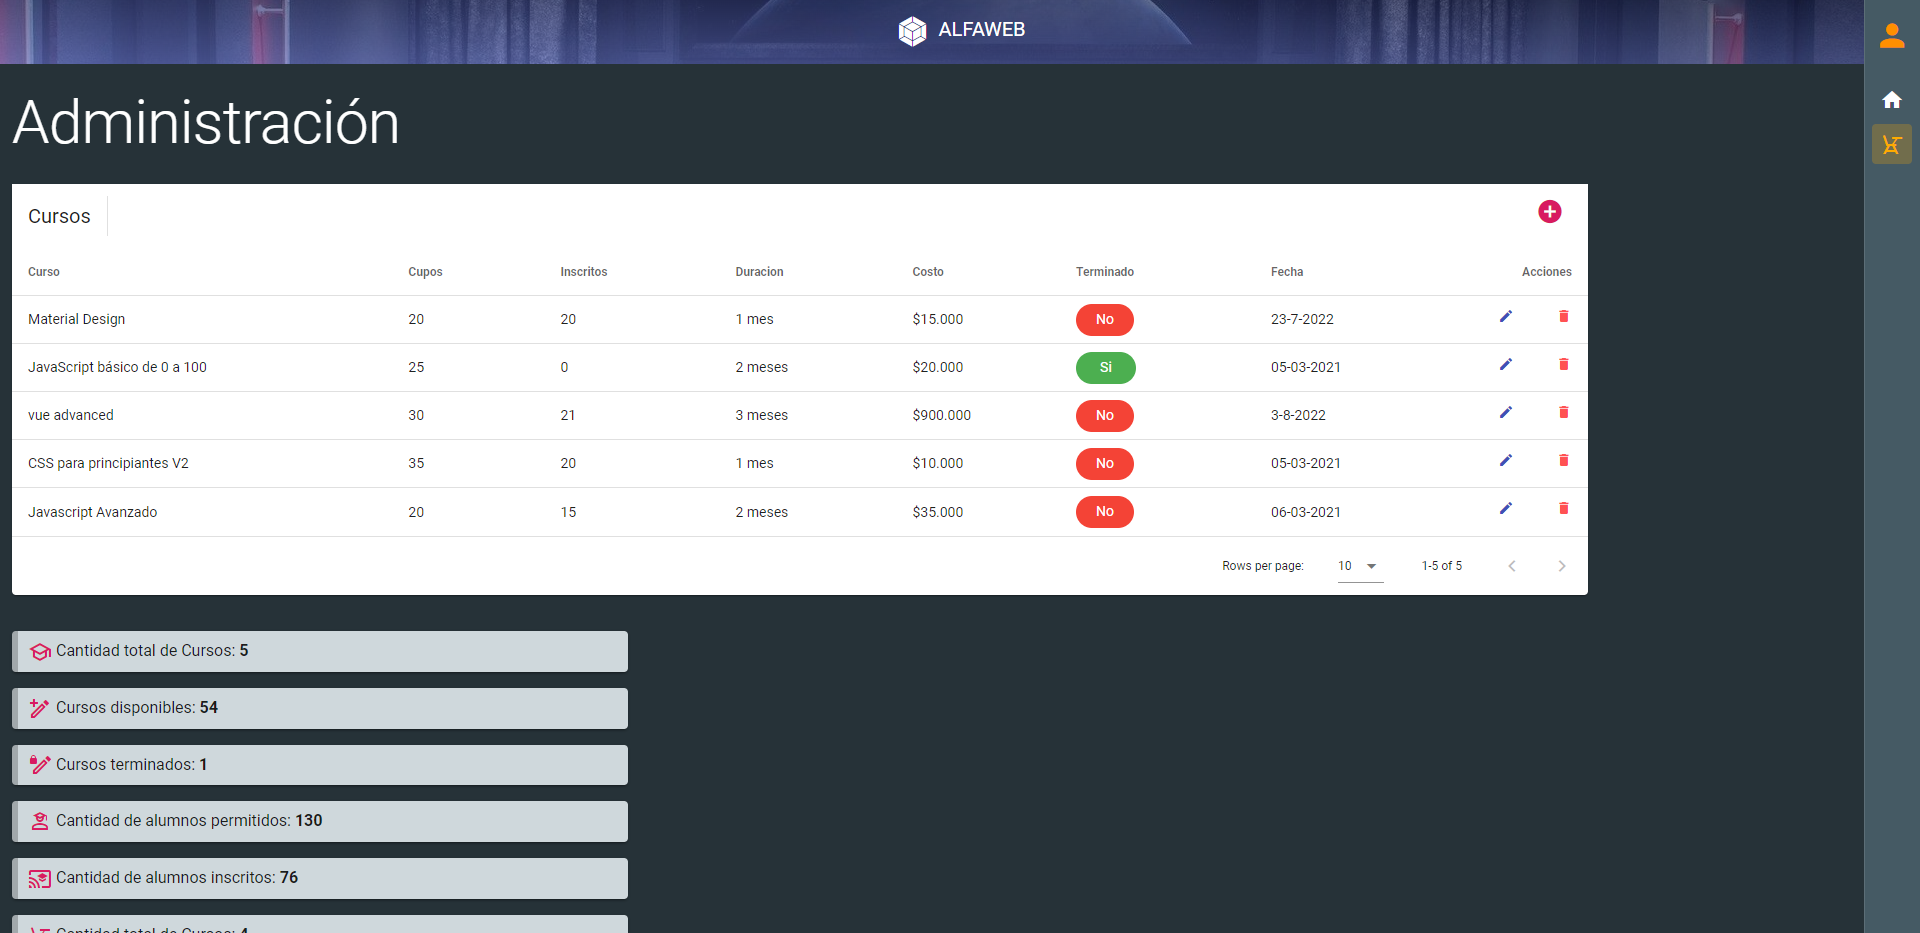 ALFAWEB
Administración
Cursos
Curso Cupos Inscritos Duracion Costo Terminado Fecha Acciones
Material Design 20 20 1 mes $15.000 No 23-7-2022
JavaScript básico de 0 a 100 25 0 2 meses $20.000 Si 05-03-2021
vue advanced 30 21 3 meses $900.000 No 3-8-2022
CSS para principiantes V2 35 20 1 mes $10.000 No 05-03-2021
Javascript Avanzado 20 15 2 meses $35.000 No 06-03-2021
Rows per page: 10 1-5 of 5
Cantidad total de Cursos: 5
Cursos disponibles: 54
Cursos terminados: 1
Cantidad de alumnos permitidos: 130
Cantidad de alumnos inscritos: 76
Cantidad total de Cursos: 4